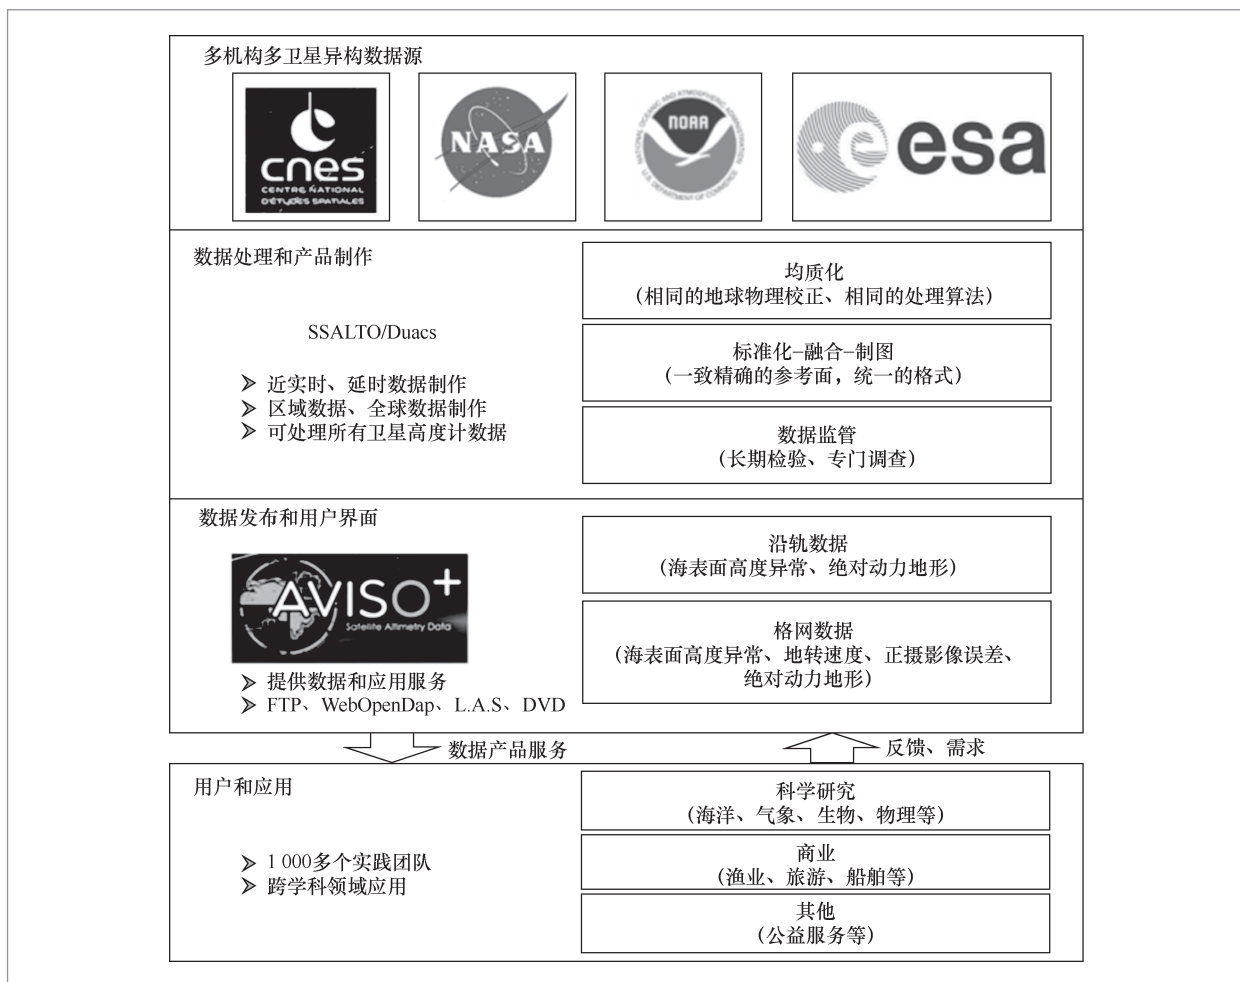 多机构多卫星异构数据源
cnes
CENTRE NATIONAL
D'ÉTUDES SPATIALES
NASA
NATIONAL OCEANIC AND ATMOSPHERIC ADMINISTRATION
NOAA
U.S. DEPARTMENT OF COMMERCE
esa
数据处理和产品制作
SSALTO/Duacs
➢ 近实时、延时数据制作
➢ 区域数据、全球数据制作
➢ 可处理所有卫星高度计数据
均质化
(相同的地球物理校正、相同的处理算法)
标准化-融合-制图
(一致精确的参考面，统一的格式)
数据监管
(长期检验、专门调查)
数据发布和用户界面
AVISO+
Satellite Altimetry Data
➢ 提供数据和应用服务
➢ FTP、WebOpenDap、L.A.S、DVD
沿轨数据
(海表面高度异常、绝对动力地形)
格网数据
(海表面高度异常、地转速度、正摄影像误差、
绝对动力地形)
数据产品服务
反馈、需求
用户和应用
➢ 1 000多个实践团队
➢ 跨学科领域应用
科学研究
(海洋、气象、生物、物理等)
商业
(渔业、旅游、船舶等)
其他
(公益服务等)